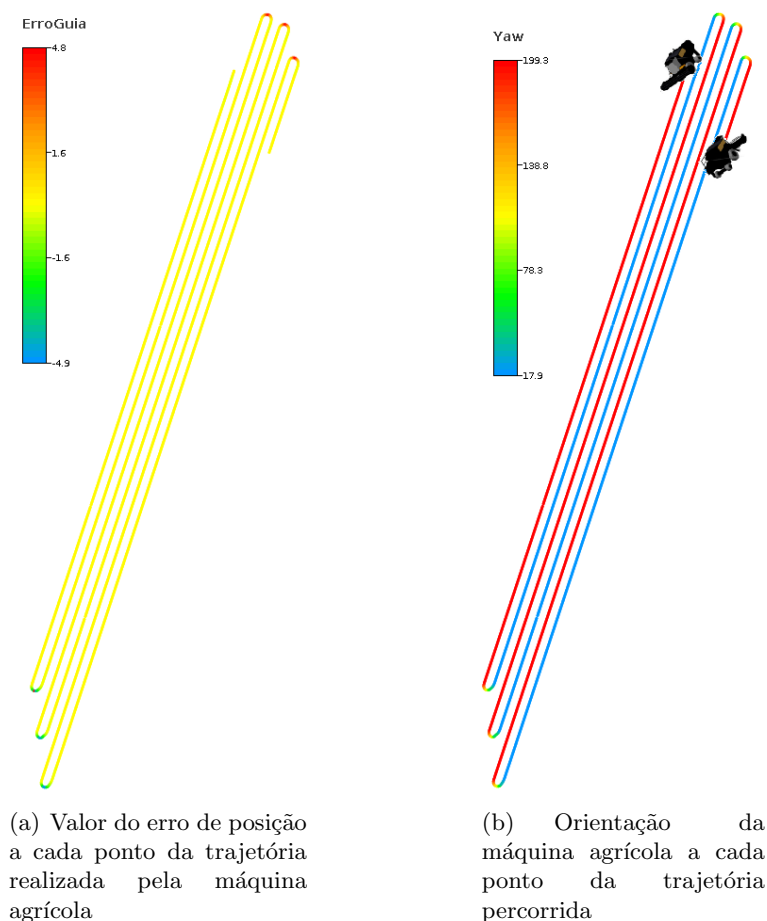 ErroGuia
4.8
1.6
-1.6
-4.9
Yaw
199.3
138.8
78.3
17.9
(a) Valor do erro de posição
a cada ponto da trajetória
realizada pela máquina
agrícola
(b) Orientação da
máquina agrícola a cada
ponto da trajetória
percorrida